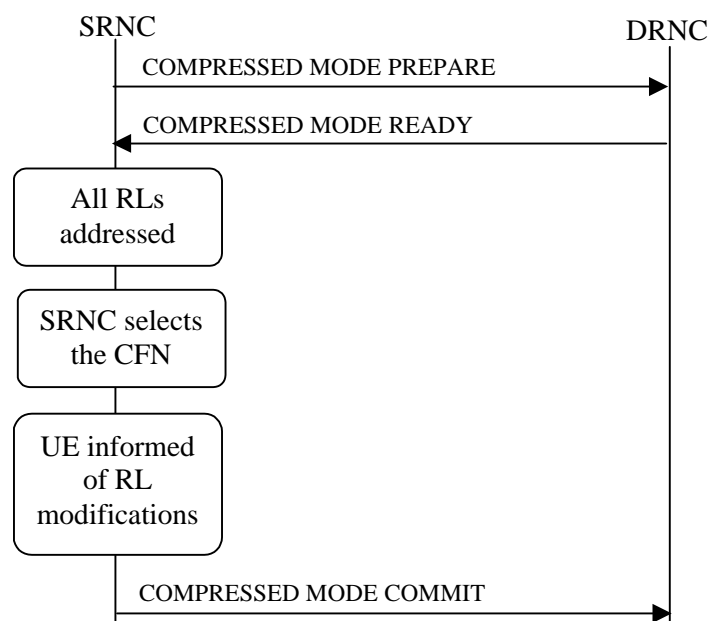 SRNC
DRNC
COMPRESSED MODE PREPARE
COMPRESSED MODE READY
All RLs
addressed
SRNC selects
the CFN
UE informed
of RL
modifications
COMPRESSED MODE COMMIT